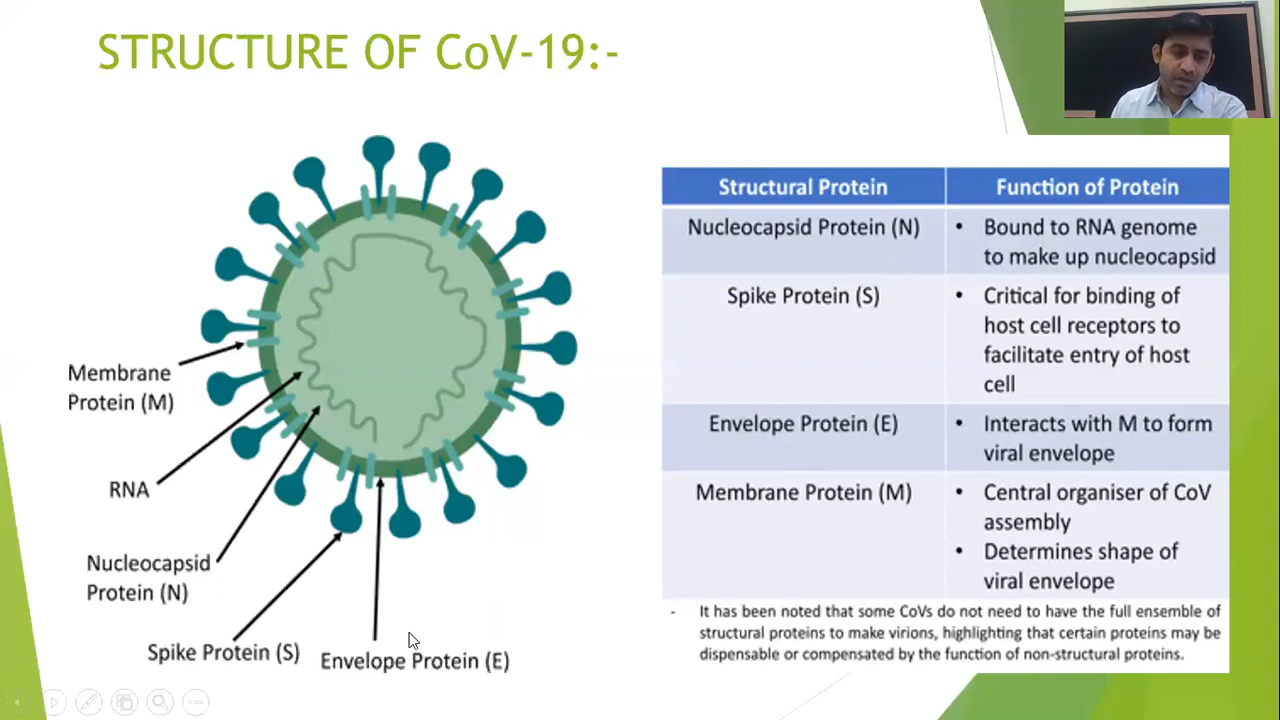 STRUCTURE OF CoV-19:-
Membrane
Protein (M)
RNA
Nucleocapsid
Protein (N)
Spike Protein (S)
Envelope Protein (E)
Structural Protein
Function of Protein
Nucleocapsid Protein (N)
• Bound to RNA genome
to make up nucleocapsid
Spike Protein (S)
• Critical for binding of
host cell receptors to
facilitate entry of host
cell
Envelope Protein (E)
• Interacts with M to form
viral envelope
Membrane Protein (M)
• Central organiser of CoV
assembly
• Determines shape of
viral envelope
- It has been noted that some CoVs do not need to have the full ensemble of
structural proteins to make virions, highlighting that certain proteins may be
dispensable or compensated by the function of non-structural proteins.